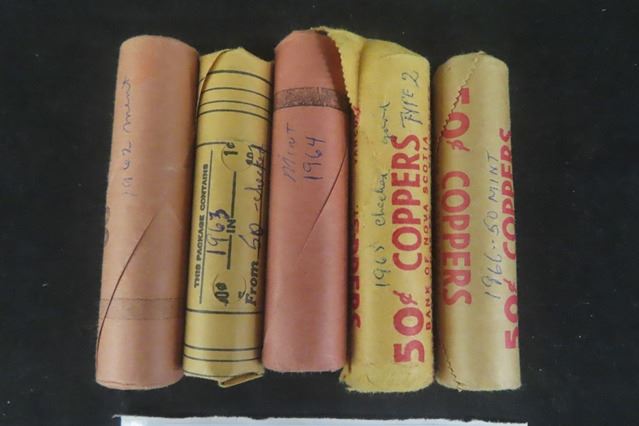 1962 mint
THIS PACKAGE CONTAINS
1963
IN
1¢
From 50 - checked
MINT
1964
1965 checked good
TYPE 2
50¢ COPPERS
BANK OF NOVA SCOTIA
50¢ COPPERS
1966 - 50 MINT
50¢ COPPERS